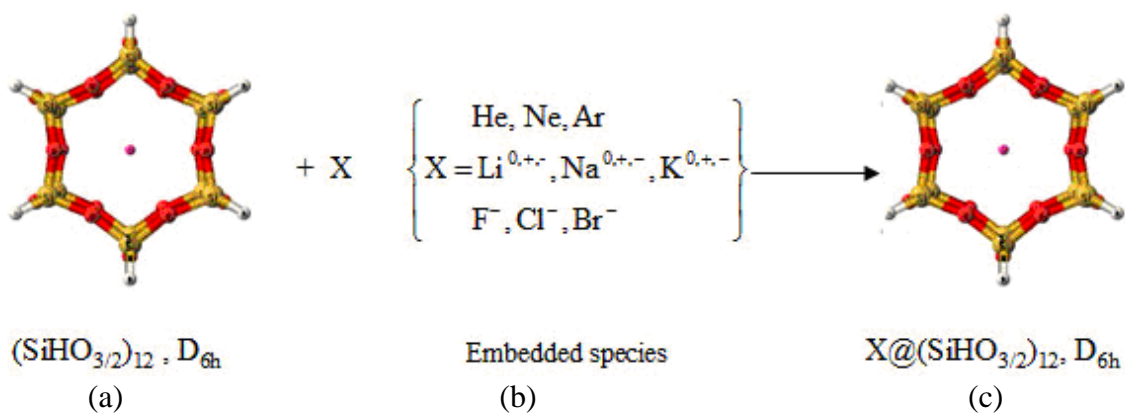 He, Ne, Ar
+ X { X = Li⁰,⁺,⁻, Na⁰,⁺,⁻, K⁰,⁺,⁻ }
F⁻, Cl⁻, Br⁻
(SiHO₃/₂)₁₂ , D₆ₕ Embedded species X@(SiHO₃/₂)₁₂, D₆ₕ
(a) (b) (c)